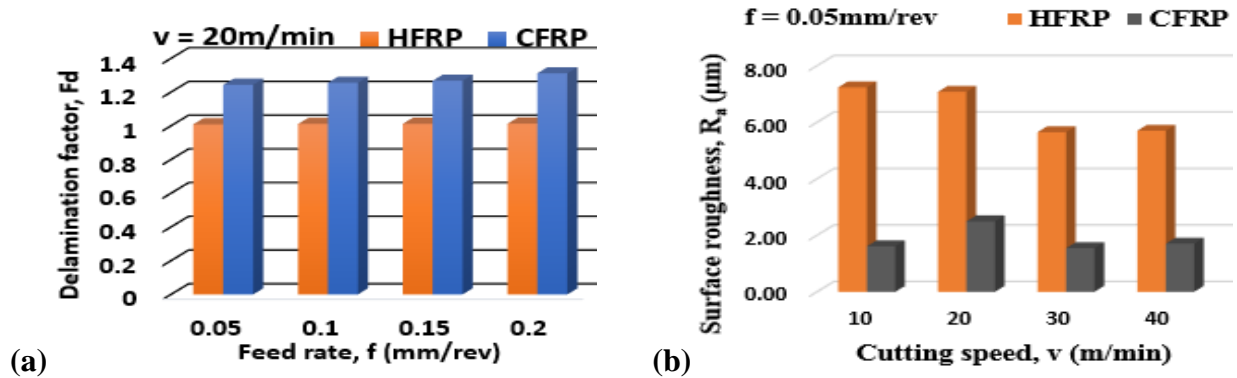 v = 20m/min HFRP CFRP
Delamination factor, Fd
1.4
1.2
1
0.8
0.6
0.4
0.2
0
0.05 0.1 0.15 0.2
Feed rate, f (mm/rev)
(a)
f = 0.05mm/rev HFRP CFRP
Surface roughness, Ra (μm)
8.00
6.00
4.00
2.00
0.00
10 20 30 40
Cutting speed, v (m/min)
(b)